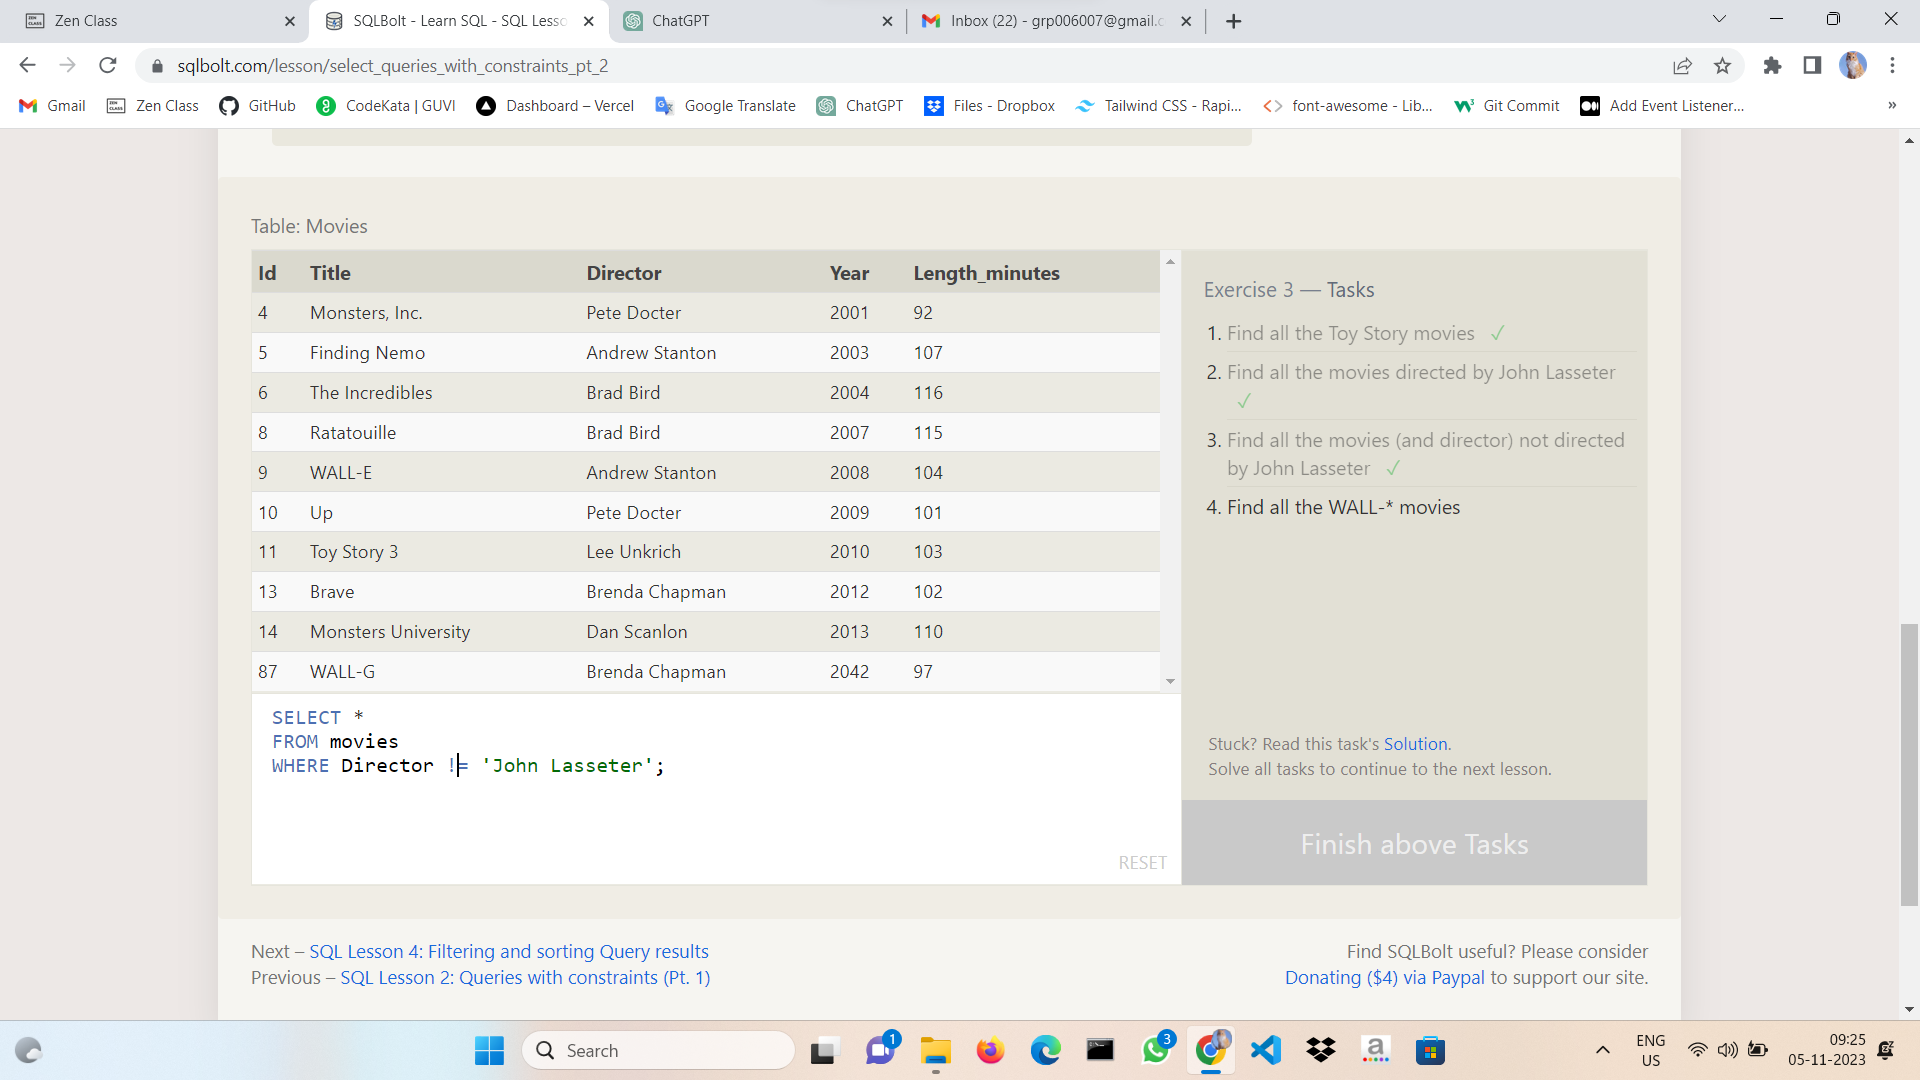 Zen Class
SQLBolt - Learn SQL - SQL Lesso
ChatGPT
Inbox (22) - grp006007@gmail.c
sqlbolt.com/lesson/select_queries_with_constraints_pt_2
Gmail
Zen Class
GitHub
CodeKata | GUVI
Dashboard – Vercel
Google Translate
ChatGPT
Files - Dropbox
Tailwind CSS - Rapi...
font-awesome - Lib...
Git Commit
Add Event Listener...
»
Table: Movies
Id Title Director Year Length_minutes
4 Monsters, Inc. Pete Docter 2001 92
5 Finding Nemo Andrew Stanton 2003 107
6 The Incredibles Brad Bird 2004 116
8 Ratatouille Brad Bird 2007 115
9 WALL-E Andrew Stanton 2008 104
10 Up Pete Docter 2009 101
11 Toy Story 3 Lee Unkrich 2010 103
13 Brave Brenda Chapman 2012 102
14 Monsters University Dan Scanlon 2013 110
87 WALL-G Brenda Chapman 2042 97
SELECT *
FROM movies
WHERE Director != 'John Lasseter';
RESET
Exercise 3 — Tasks
1. Find all the Toy Story movies ✓
2. Find all the movies directed by John Lasseter
✓
3. Find all the movies (and director) not directed
by John Lasseter ✓
4. Find all the WALL-* movies
Stuck? Read this task's Solution.
Solve all tasks to continue to the next lesson.
Finish above Tasks
Next – SQL Lesson 4: Filtering and sorting Query results
Previous – SQL Lesson 2: Queries with constraints (Pt. 1)
Find SQLBolt useful? Please consider
Donating ($4) via Paypal to support our site.
Search
1
3
ENG
US
09:25
05-11-2023